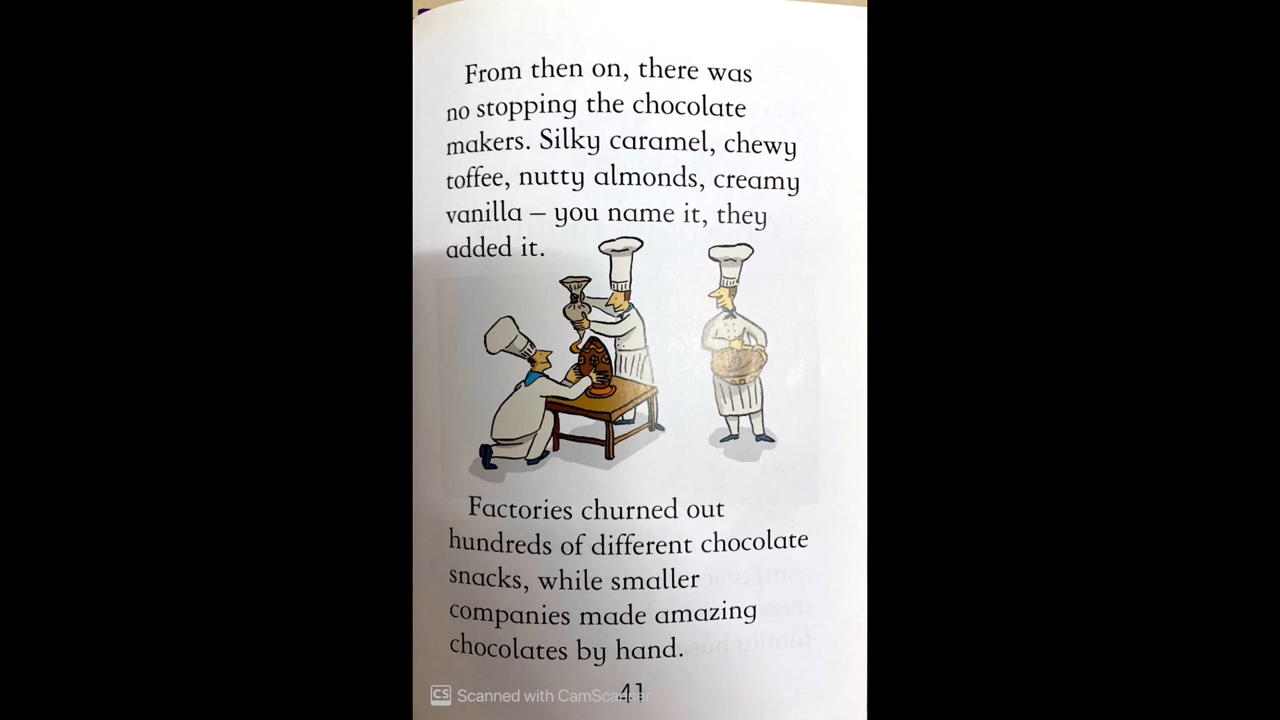 From then on, there was
no stopping the chocolate
makers. Silky caramel, chewy
toffee, nutty almonds, creamy
vanilla – you name it, they
added it.
Factories churned out
hundreds of different chocolate
snacks, while smaller
companies made amazing
chocolates by hand.
41
CS Scanned with CamScanner